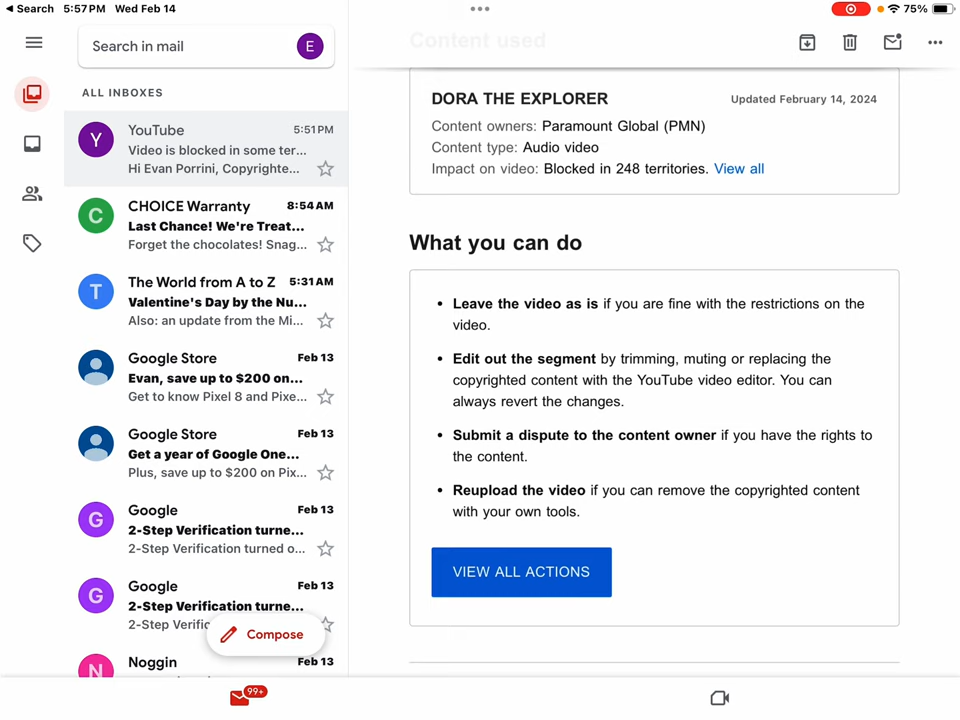 Search 5:57 PM Wed Feb 14
75%
Search in mail
E
ALL INBOXES
Y
YouTube 5:51 PM
Video is blocked in some ter...
Hi Evan Porrini, Copyrighte...
C
CHOICE Warranty 8:54 AM
Last Chance! We're Treat...
Forget the chocolates! Snag...
T
The World from A to Z 5:31 AM
Valentine's Day by the Nu...
Also: an update from the Mi...
Google Store Feb 13
Evan, save up to $200 on...
Get to know Pixel 8 and Pixe...
Google Store Feb 13
Get a year of Google One...
Plus, save up to $200 on Pix...
G
Google Feb 13
2-Step Verification turne...
2-Step Verification turned o...
G
Google Feb 13
2-Step Verification turne...
2-Step Verific
Compose
N
Noggin Feb 13
99+
Content used
DORA THE EXPLORER Updated February 14, 2024
Content owners: Paramount Global (PMN)
Content type: Audio video
Impact on video: Blocked in 248 territories. View all
What you can do
• Leave the video as is if you are fine with the restrictions on the
video.
• Edit out the segment by trimming, muting or replacing the
copyrighted content with the YouTube video editor. You can
always revert the changes.
• Submit a dispute to the content owner if you have the rights to
the content.
• Reupload the video if you can remove the copyrighted content
with your own tools.
VIEW ALL ACTIONS